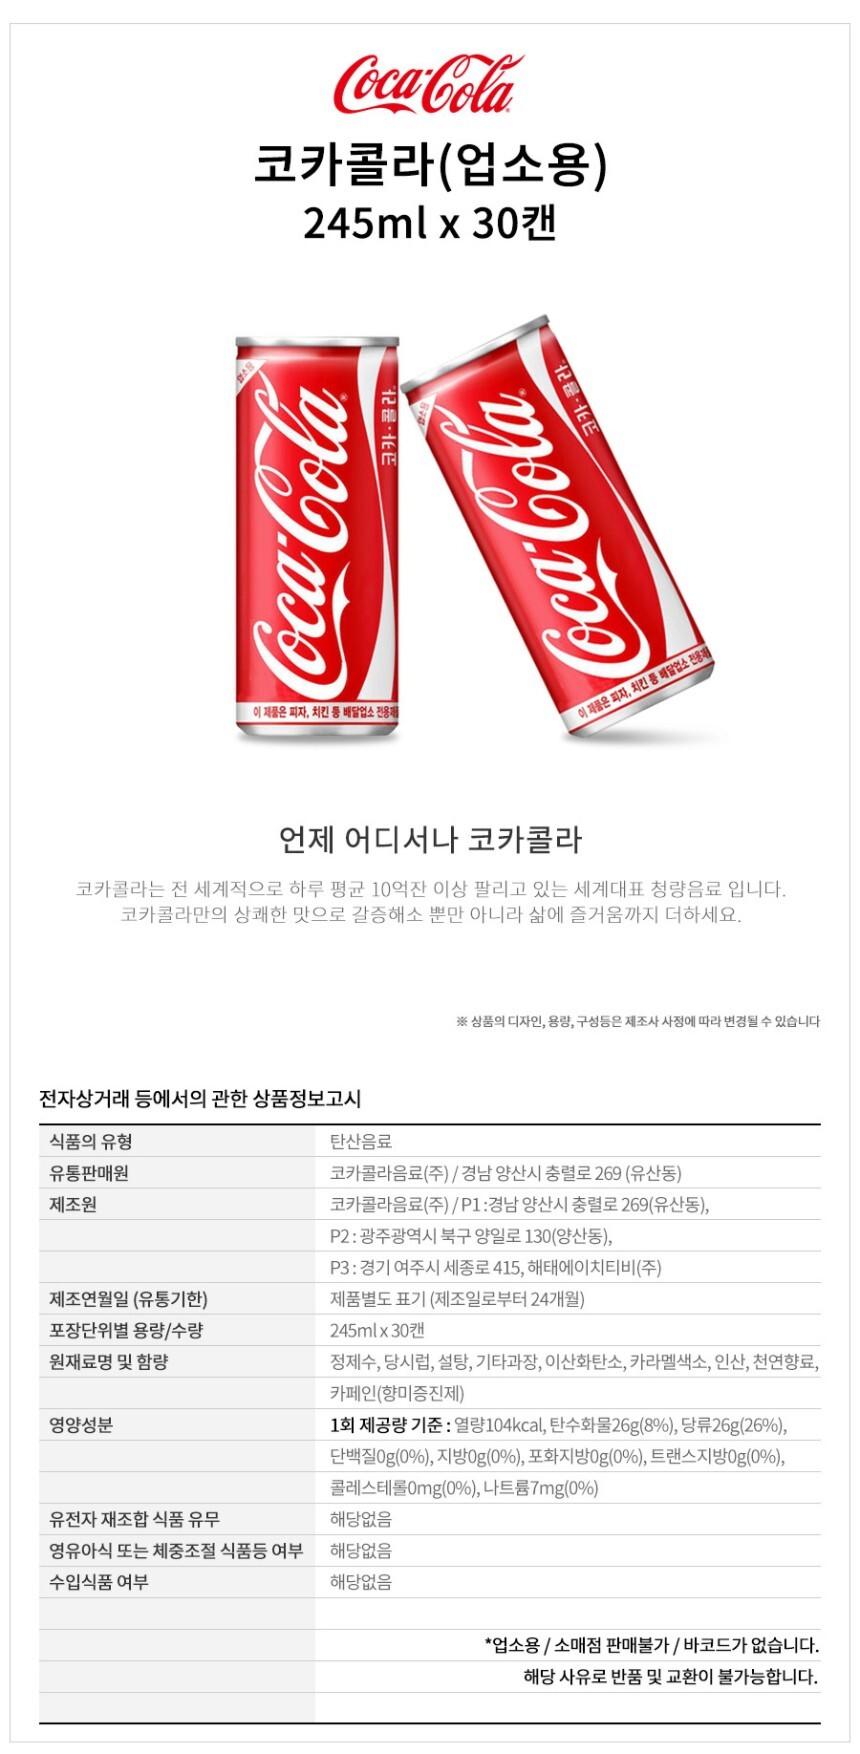 Coca-Cola
코카콜라(업소용)
245ml x 30캔
업소용
Coca-Cola
코카·콜라
이 제품은 피자, 치킨 등 배달업소 전용제
업소용
Coca-Cola
코카·콜라
이 제품은 피자, 치킨 등 배달업소 전용제
언제 어디서나 코카콜라
코카콜라는 전 세계적으로 하루 평균 10억잔 이상 팔리고 있는 세계대표 청량음료 입니다.
코카콜라만의 상쾌한 맛으로 갈증해소 뿐만 아니라 삶에 즐거움까지 더하세요.
※ 상품의 디자인, 용량, 구성등은 제조사 사정에 따라 변경될 수 있습니다
전자상거래 등에서의 관한 상품정보고시
식품의 유형 탄산음료
유통판매원 코카콜라음료(주) / 경남 양산시 충렬로 269 (유산동)
제조원 코카콜라음료(주) / P1 :경남 양산시 충렬로 269(유산동),
P2 : 광주광역시 북구 양일로 130(양산동),
P3 : 경기 여주시 세종로 415, 해태에이치티비(주)
제조연월일 (유통기한) 제품별도 표기 (제조일로부터 24개월)
포장단위별 용량/수량 245ml x 30캔
원재료명 및 함량 정제수, 당시럽, 설탕, 기타과장, 이산화탄소, 카라멜색소, 인산, 천연향료,
카페인(향미증진제)
영양성분 1회 제공량 기준 : 열량104kcal, 탄수화물26g(8%), 당류26g(26%),
단백질0g(0%), 지방0g(0%), 포화지방0g(0%), 트랜스지방0g(0%),
콜레스테롤0mg(0%), 나트륨7mg(0%)
유전자 재조합 식품 유무 해당없음
영유아식 또는 체중조절 식품등 여부 해당없음
수입식품 여부 해당없음
*업소용 / 소매점 판매불가 / 바코드가 없습니다.
해당 사유로 반품 및 교환이 불가능합니다.